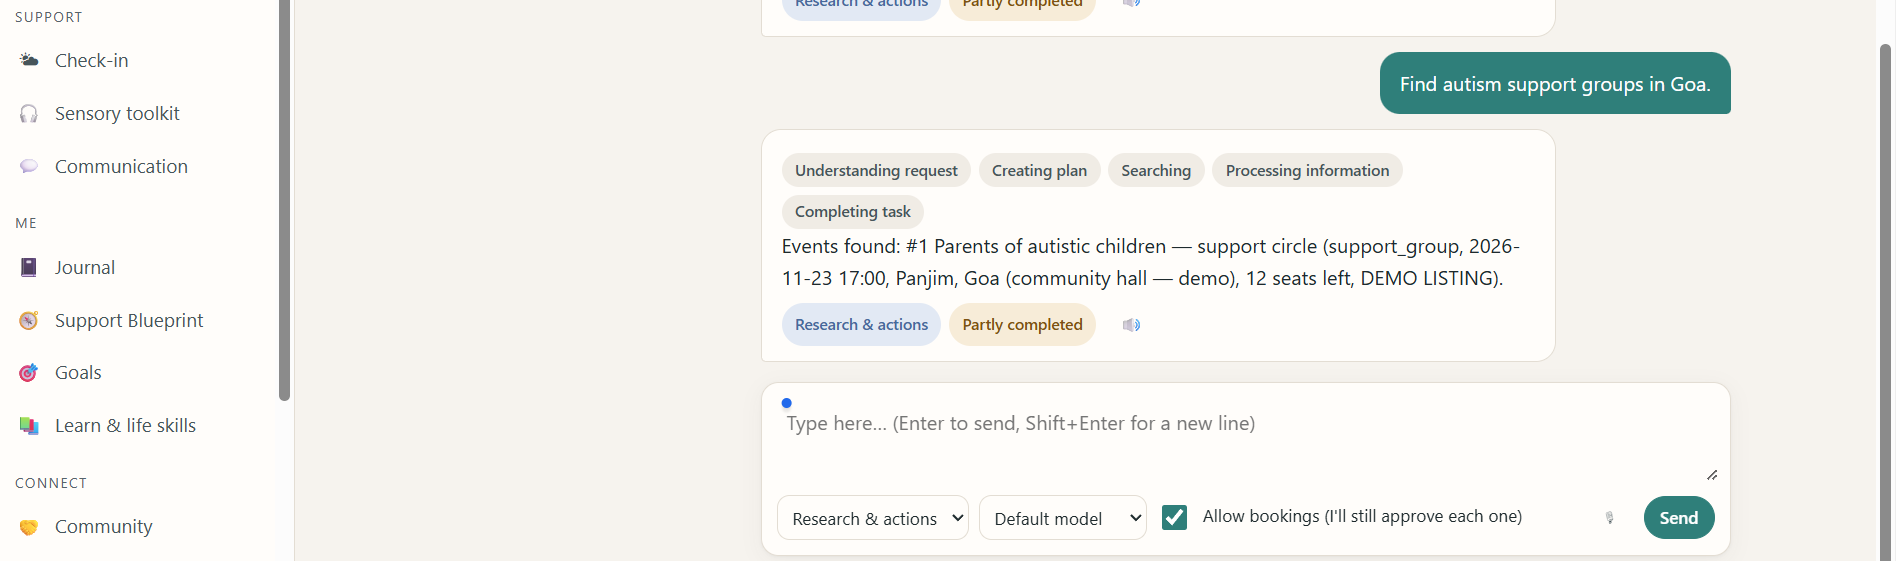 SUPPORT
Check-in
Sensory toolkit
Communication
ME
Journal
Support Blueprint
Goals
Learn & life skills
CONNECT
Community
Research & actions
Partly completed
Find autism support groups in Goa.
Understanding request
Creating plan
Searching
Processing information
Completing task
Events found: #1 Parents of autistic children — support circle (support_group, 2026-
11-23 17:00, Panjim, Goa (community hall — demo), 12 seats left, DEMO LISTING).
Research & actions
Partly completed
Type here... (Enter to send, Shift+Enter for a new line)
Research & actions
Default model
Allow bookings (I'll still approve each one)
Send